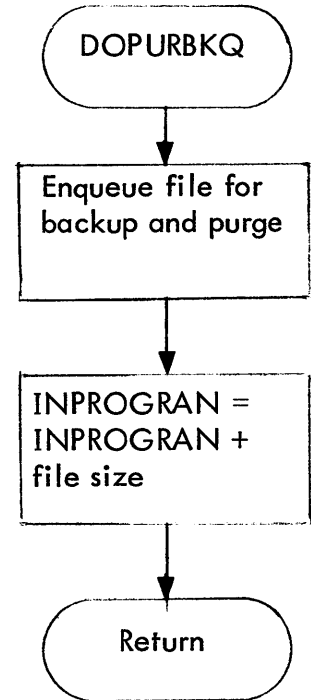 DOPURBKQ
Enqueue file for
backup and purge
INPROGRAN =
INPROGRAN +
file size
Return